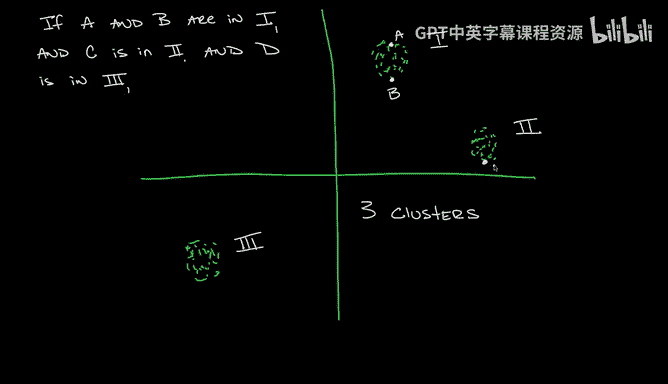 If A AND B ARE IN I,
AND C IS IN II. AND D
IS IN III,
A
I
GPT中英字幕课程资源 bilibili
B
II.
3 CLUSTERS
III